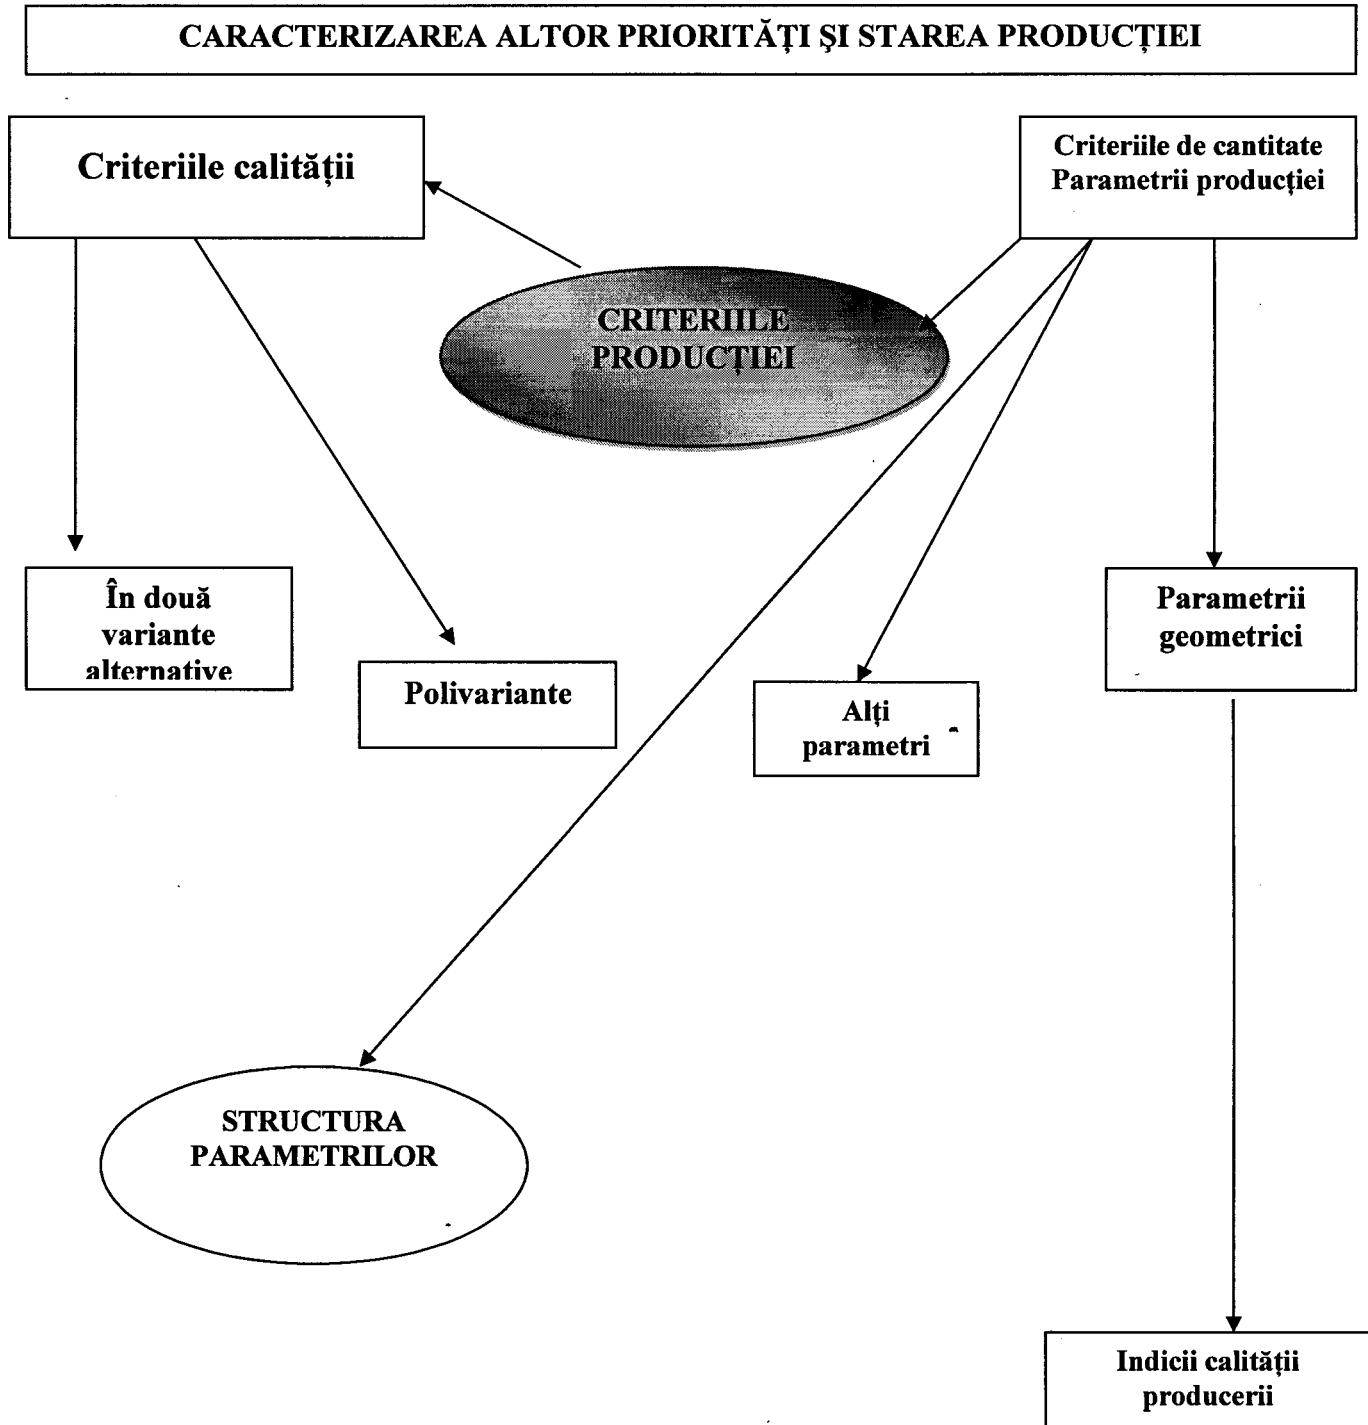 CARACTERIZAREA ALTOR PRIORITĂȚI ŞI STAREA PRODUCȚIEI
Criteriile calității
Criteriile de cantitate
Parametrii producției
CRITERIILE
PRODUCȚIEI
În două
variante
alternative
Polivariante
Alți
parametri
Parametrii
geometrici
STRUCTURA
PARAMETRILOR
Indicii calității
producerii